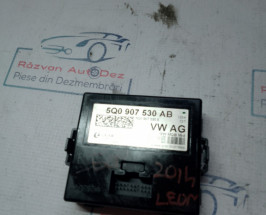 Răzvan AutoDez
Piese din Dezmembrări
5Q0 907 530 AB
VW AG
2014
LEON